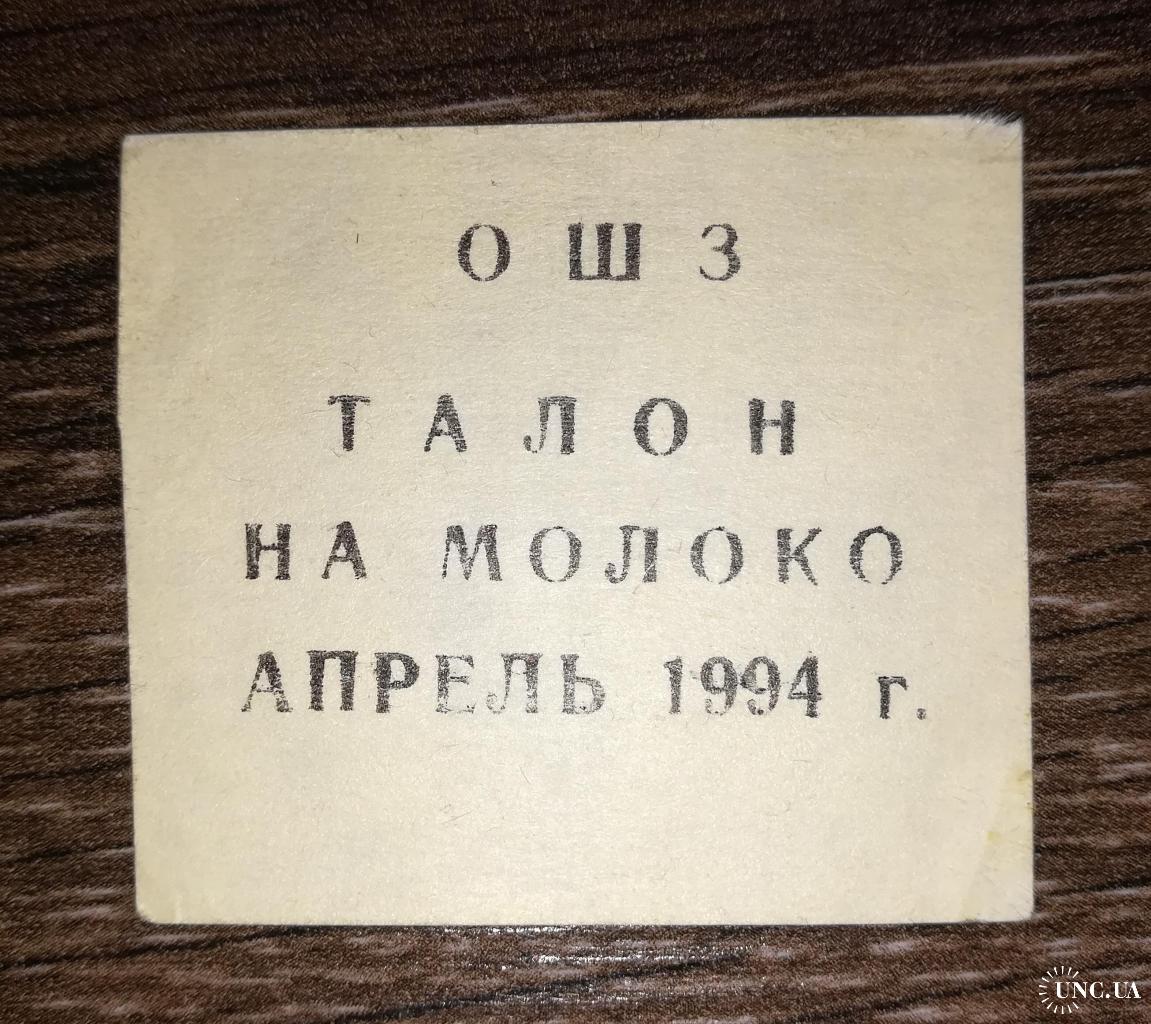 ОШЗ
ТАЛОН
НА МОЛОКО
АПРЕЛЬ 1994 г.
UNC.UA